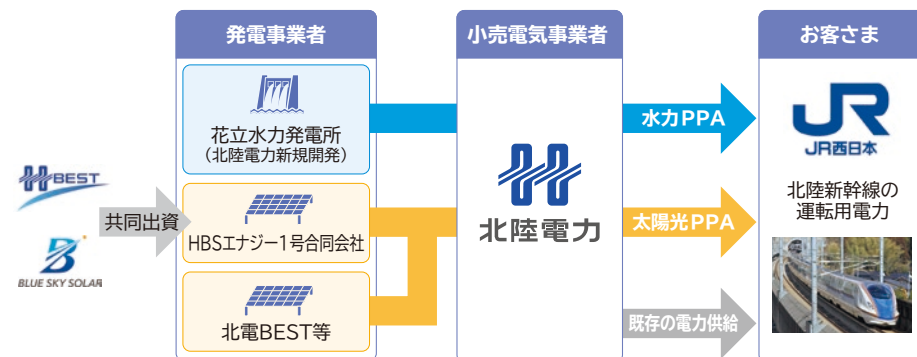 発電事業者
小売電気事業者
お客さま
花立水力発電所
（北陸電力新規開発）
水力PPA
JR
JR西日本
BEST
北陸電力
北陸新幹線の
運転用電力
共同出資
HBSエナジー1号合同会社
太陽光PPA
BLUE SKY SOLAR
北電BEST等
既存の電力供給